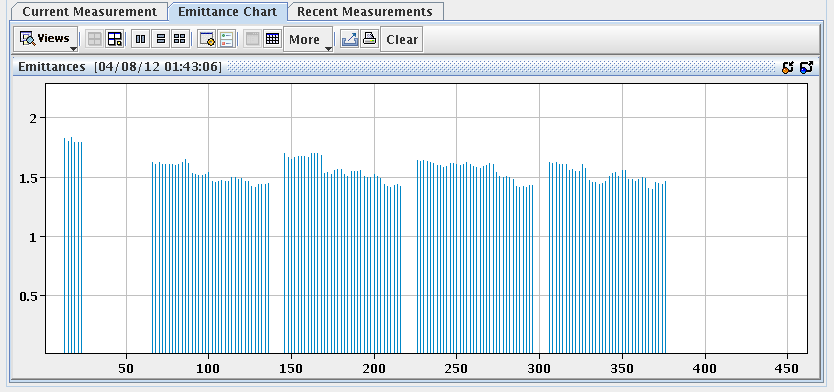 Current Measurement Emittance Chart Recent Measurements
Views More Clear
Emittances [04/08/12 01:43:06]
2
1.5
1
0.5
50 100 150 200 250 300 350 400 450